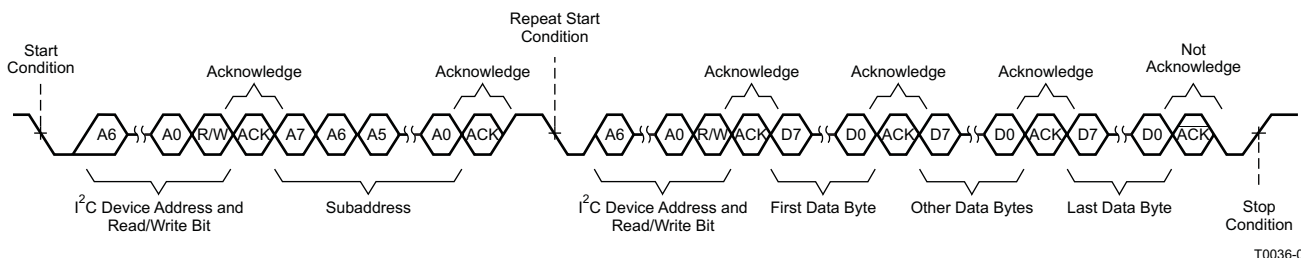 Repeat Start
Condition
Start
Condition
Not
Acknowledge
Acknowledge
Acknowledge
Acknowledge
Acknowledge
Acknowledge
A6 A0 R/W ACK A7 A6 A5 A0 ACK A6 A0 R/W ACK D7 D0 ACK D7 D0 ACK D7 D0 ACK
I2C Device Address and
Read/Write Bit
Subaddress
I2C Device Address and
Read/Write Bit
First Data Byte
Other Data Bytes
Last Data Byte
Stop
Condition
T0036-0